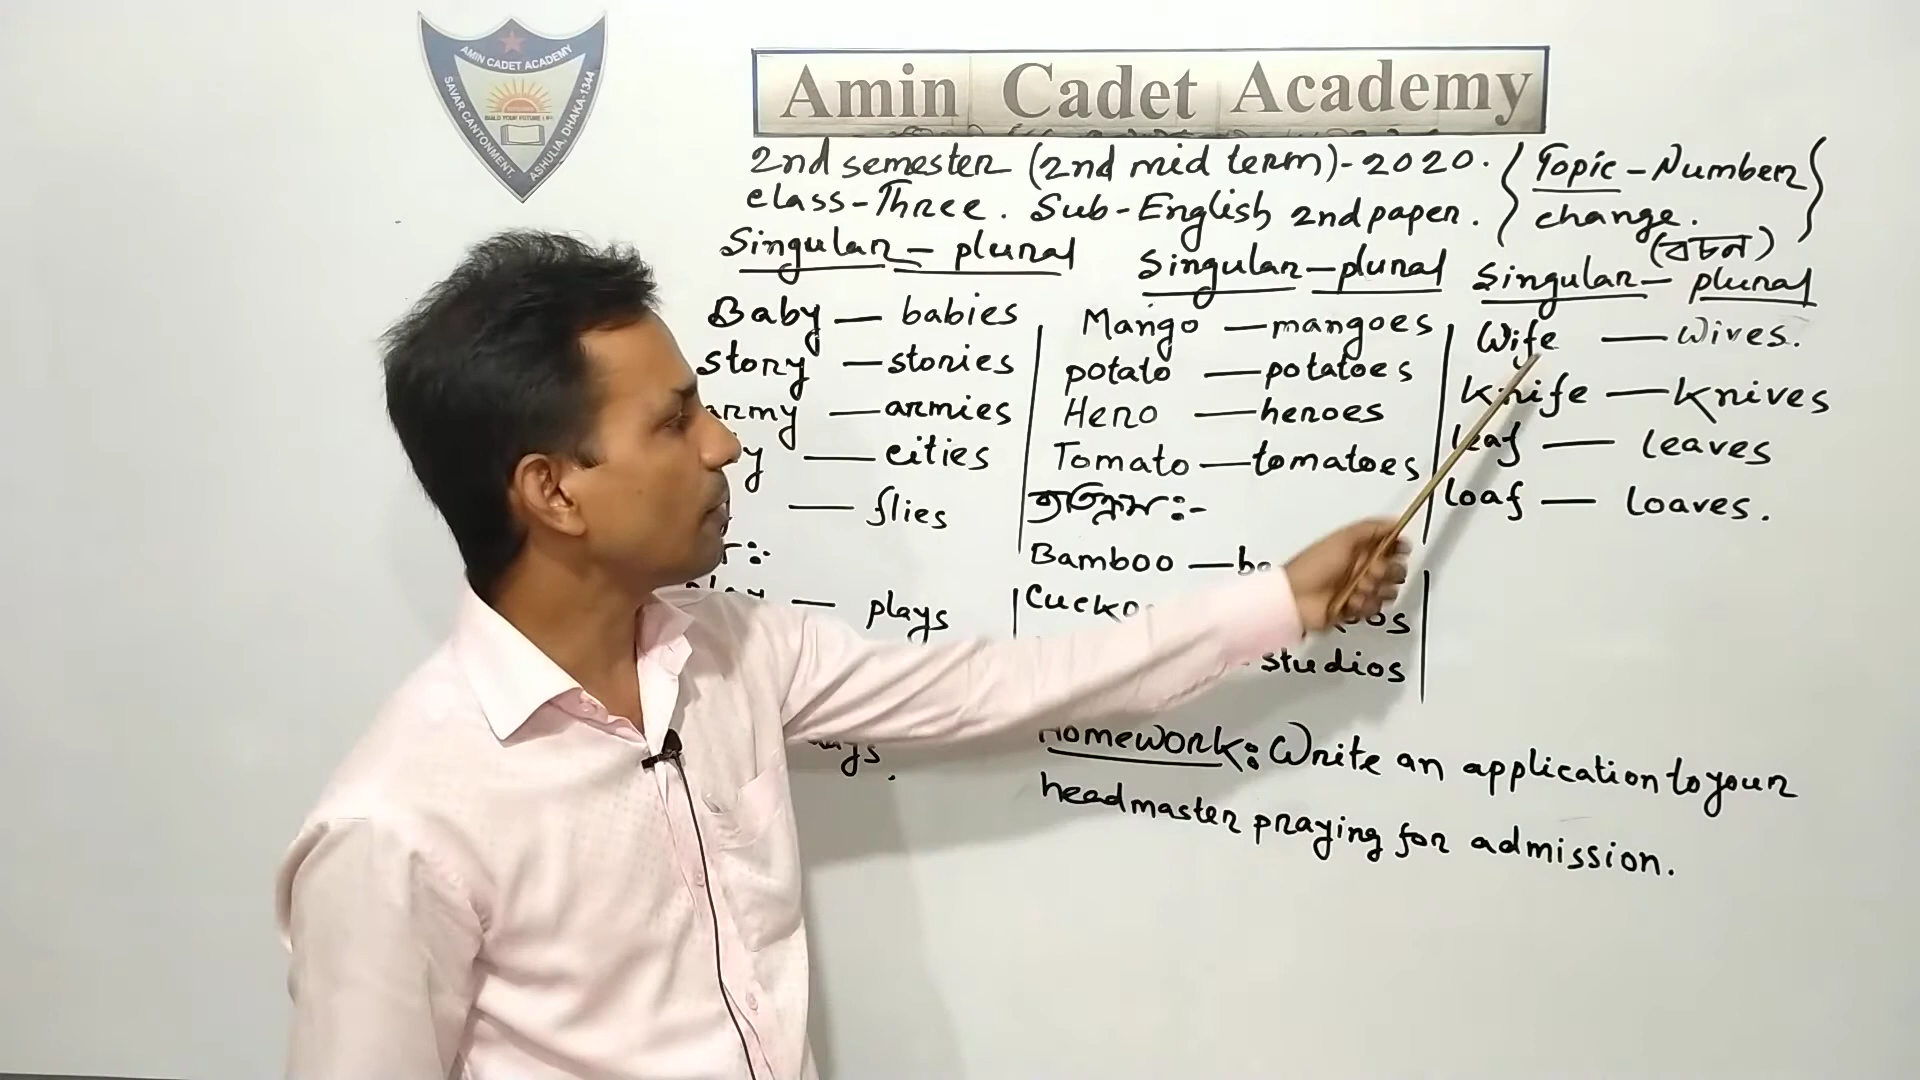 AMIN CADET ACADEMY
SAVAR CANTONMENT,
ASHULIA, DHAKA-1344
BUILD YOUR FUTURE
Amin Cadet Academy
2nd semester (2nd mid term)-2020. {Topic-Number}
class-Three. Sub-English 2nd paper. {change.}
(বচন)
Singular - plural
Baby — babies
story — stories
army — armies
— cities
— flies
— plays
Singular - plural
Mango — mangoes
potato — potatoes
Hero — heroes
Tomato — tomatoes
ব্যতিক্রম:-
Bamboo —
studios
Singular - plural
Wife — wives.
Knife — knives
leaf — leaves
loaf — loaves.
Homework: Write an application to your
headmaster praying for admission.